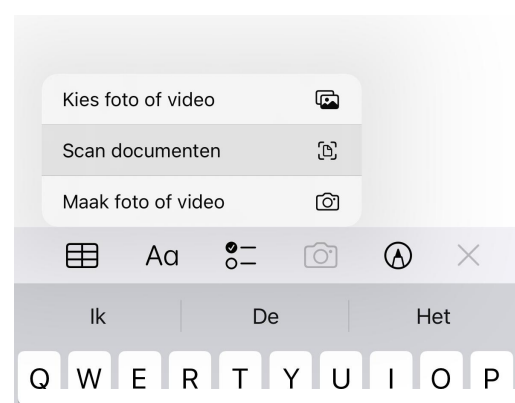 Kies foto of video
Scan documenten
Maak foto of video
Aa
Ik De Het
Q W E R T Y U I O P